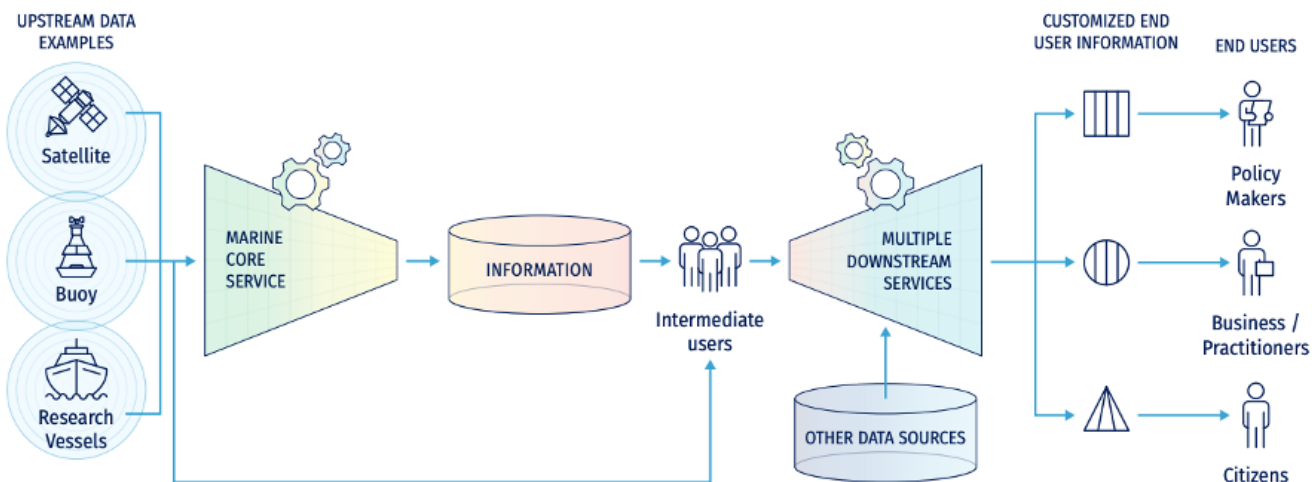 UPSTREAM DATA
EXAMPLES
Satellite
Buoy
Research
Vessels
MARINE
CORE
SERVICE
INFORMATION
Intermediate
users
MULTIPLE
DOWNSTREAM
SERVICES
OTHER DATA SOURCES
CUSTOMIZED END
USER INFORMATION
END USERS
Policy
Makers
Business /
Practitioners
Citizens